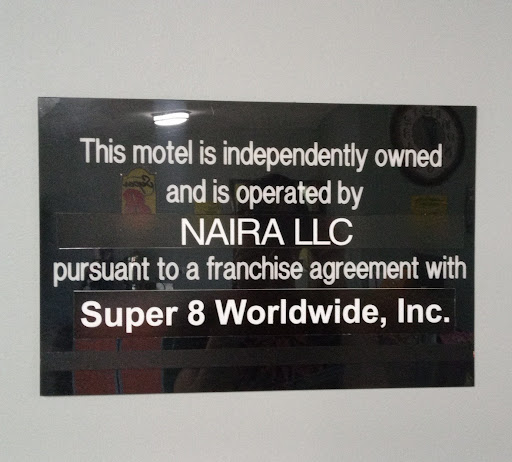 This motel is independently owned
and is operated by
NAIRA LLC
pursuant to a franchise agreement with
Super 8 Worldwide, Inc.